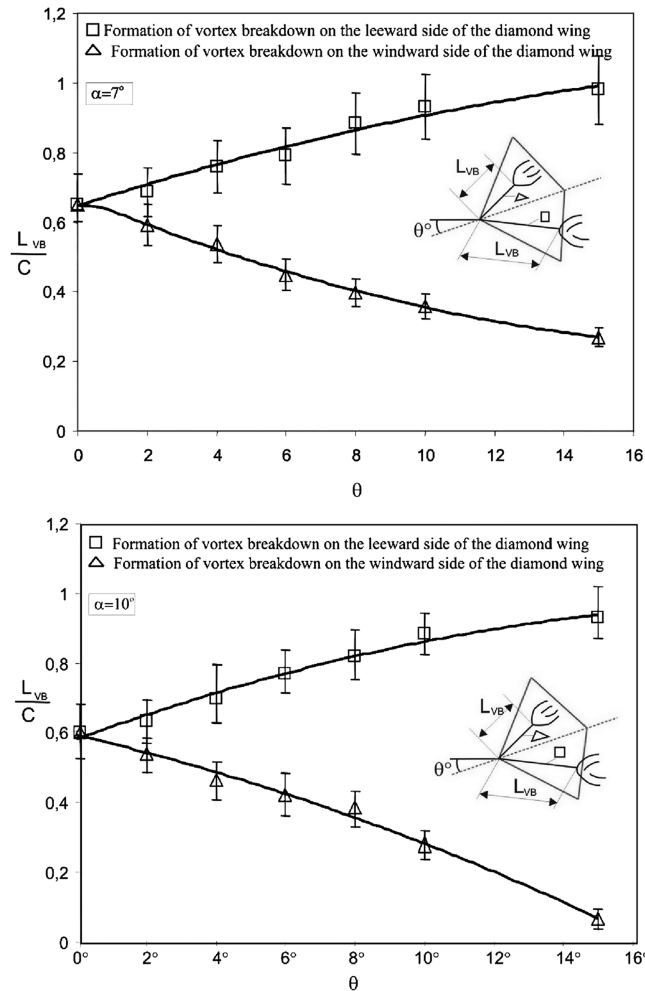 1,2
□ Formation of vortex breakdown on the leeward side of the diamond wing
△ Formation of vortex breakdown on the windward side of the diamond wing
1
α=7°
0,8
L_VB
0,6
θ°
L_VB
L_VB
C
0,4
0,2
0
0 2 4 6 8 10 12 14 16
θ
1,2
□ Formation of vortex breakdown on the leeward side of the diamond wing
△ Formation of vortex breakdown on the windward side of the diamond wing
1
α=10°
0,8
L_VB
L_VB
C
0,6
θ°
L_VB
0,4
0,2
0
0° 2° 4° 6° 8° 10° 12° 14° 16°
θ